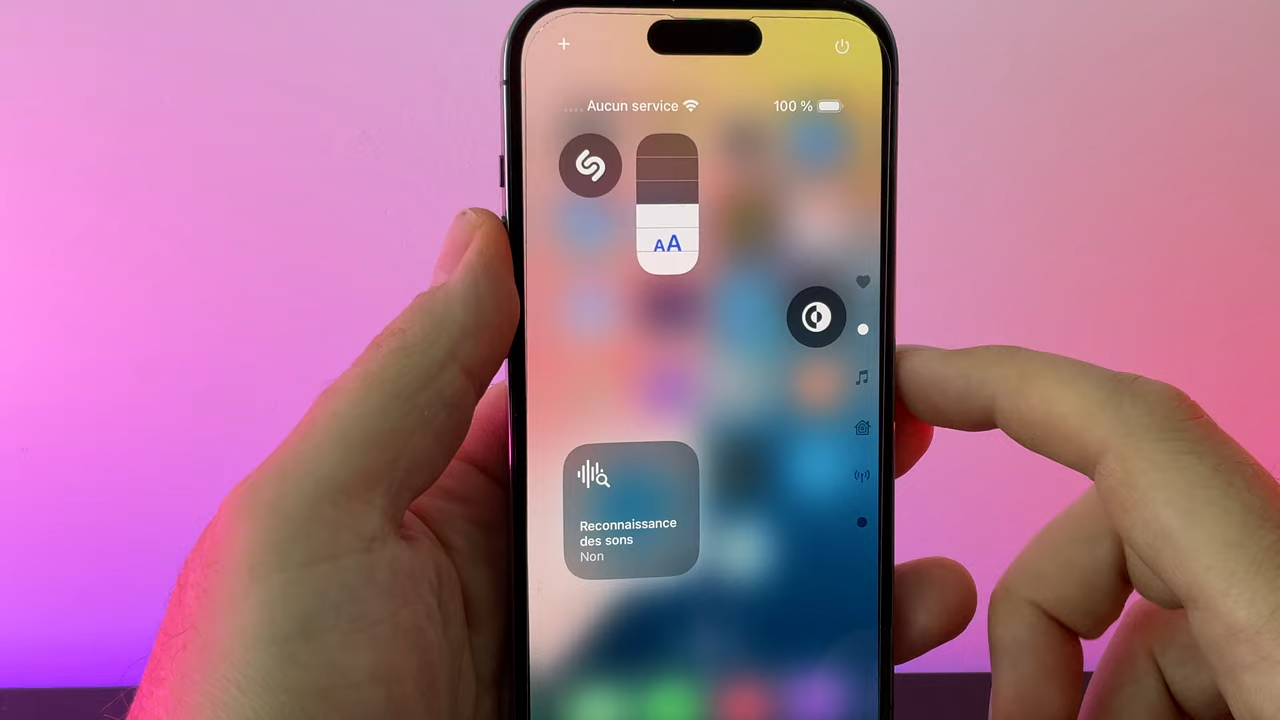 Aucun service
100 %
AA
Reconnaissance
des sons
Non